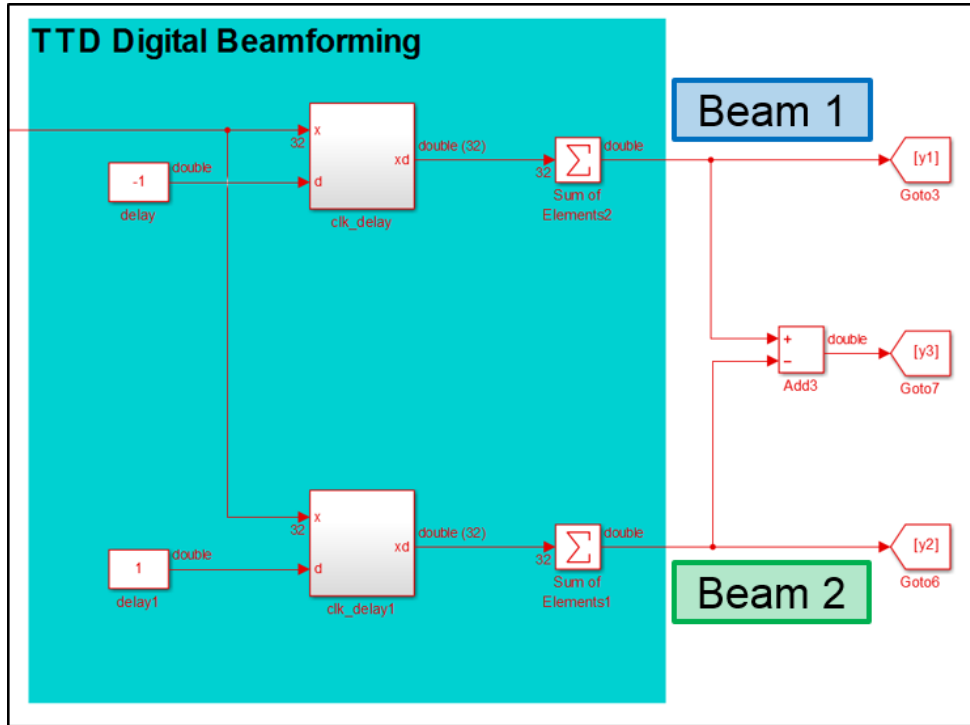 TTD Digital Beamforming
Beam 1
x
32
xd
d
clk_delay
double
-1
delay
double (32)
32
Σ
Sum of
Elements2
double
[y1]
Goto3
+
−
Add3
double
[y3]
Goto7
x
32
xd
d
clk_delay1
double
1
delay1
double (32)
32
Σ
Sum of
Elements1
double
[y2]
Goto6
Beam 2